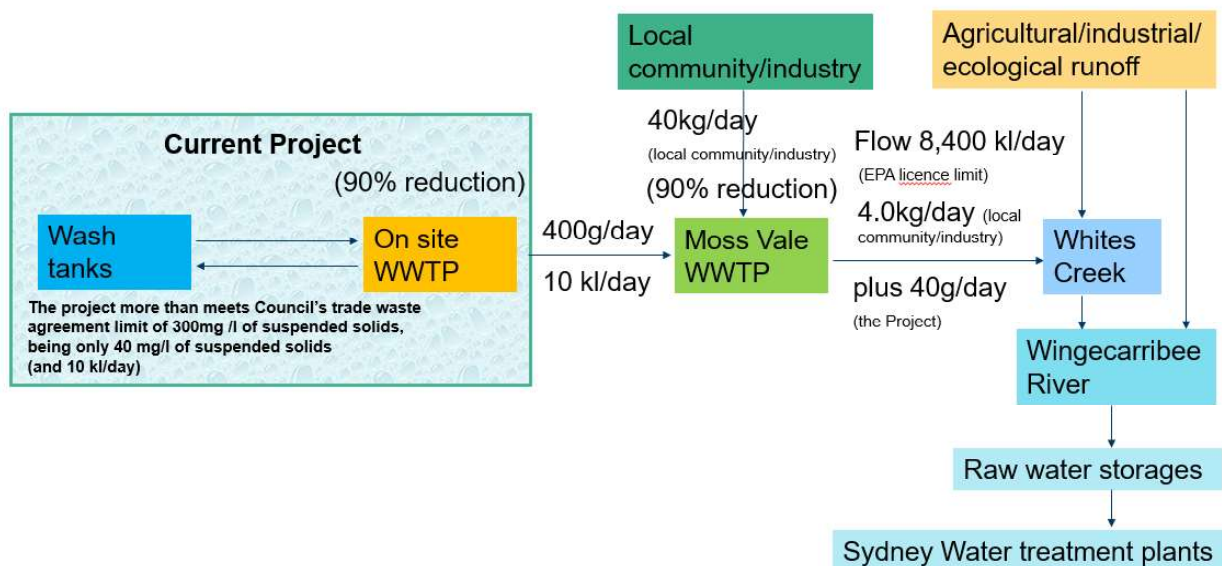 Local
community/industry
Agricultural/industrial/
ecological runoff
Current Project
(90% reduction)
Wash
tanks
On site
WWTP
The project more than meets Council's trade waste
agreement limit of 300mg /l of suspended solids,
being only 40 mg/l of suspended solids
(and 10 kl/day)
400g/day
10 kl/day
40kg/day
(local community/industry)
(90% reduction)
Moss Vale
WWTP
Flow 8,400 kl/day
(EPA licence limit)
4.0kg/day (local
community/industry)
plus 40g/day
(the Project)
Whites
Creek
Wingecarribee
River
Raw water storages
Sydney Water treatment plants